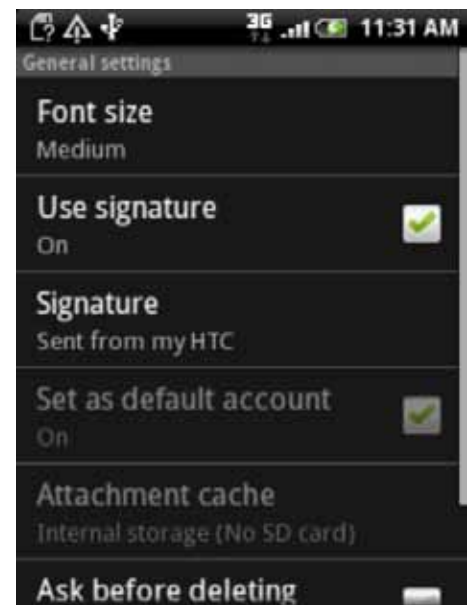 3G 11:31 AM
General settings
Font size
Medium
Use signature
On
Signature
Sent from my HTC
Set as default account
On
Attachment cache
Internal storage (No SD card)
Ask before deleting